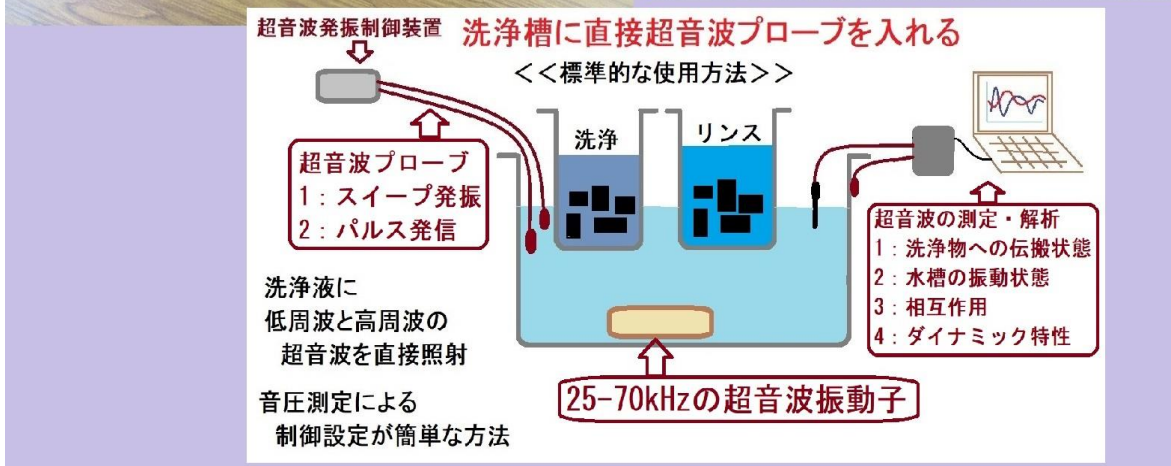 超音波発振制御装置
洗浄槽に直接超音波プローブを入れる
<<標準的な使用方法>>
洗浄
リンス
超音波プローブ
1：スイープ発振
2：パルス発信
超音波の測定・解析
1：洗浄物への伝搬状態
2：水槽の振動状態
3：相互作用
4：ダイナミック特性
洗浄液に
低周波と高周波の
超音波を直接照射
25-70kHzの超音波振動子
音圧測定による
制御設定が簡単な方法